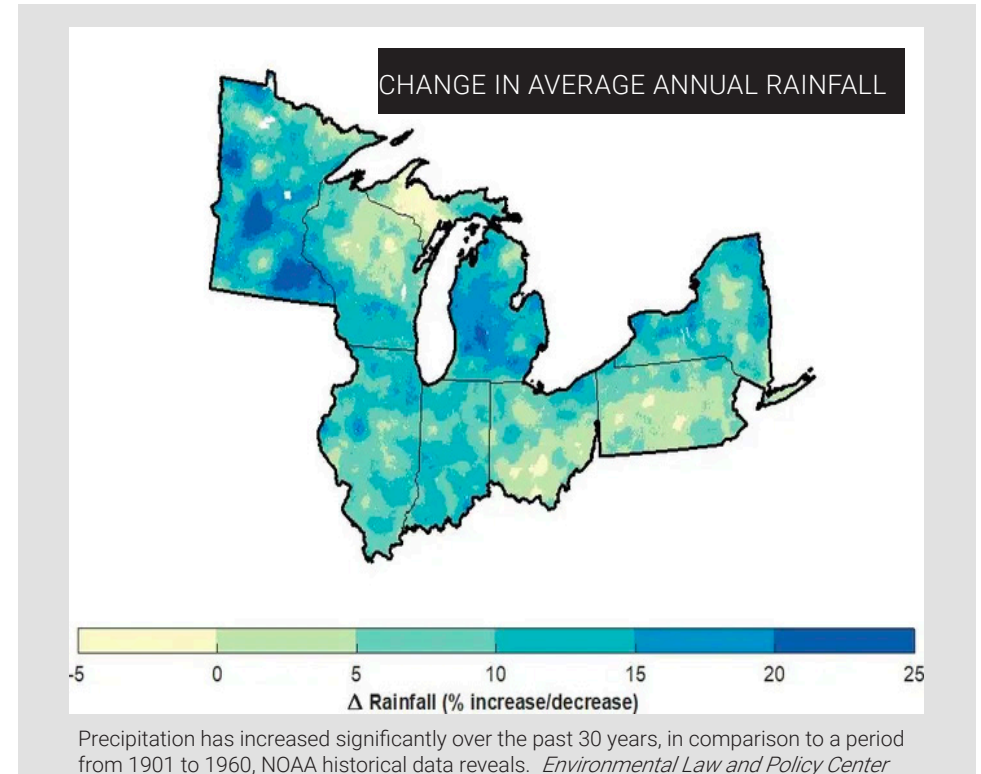 CHANGE IN AVERAGE ANNUAL RAINFALL
-5 0 5 10 15 20 25
Δ Rainfall (% increase/decrease)
Precipitation has increased significantly over the past 30 years, in comparison to a period
from 1901 to 1960, NOAA historical data reveals. Environmental Law and Policy Center